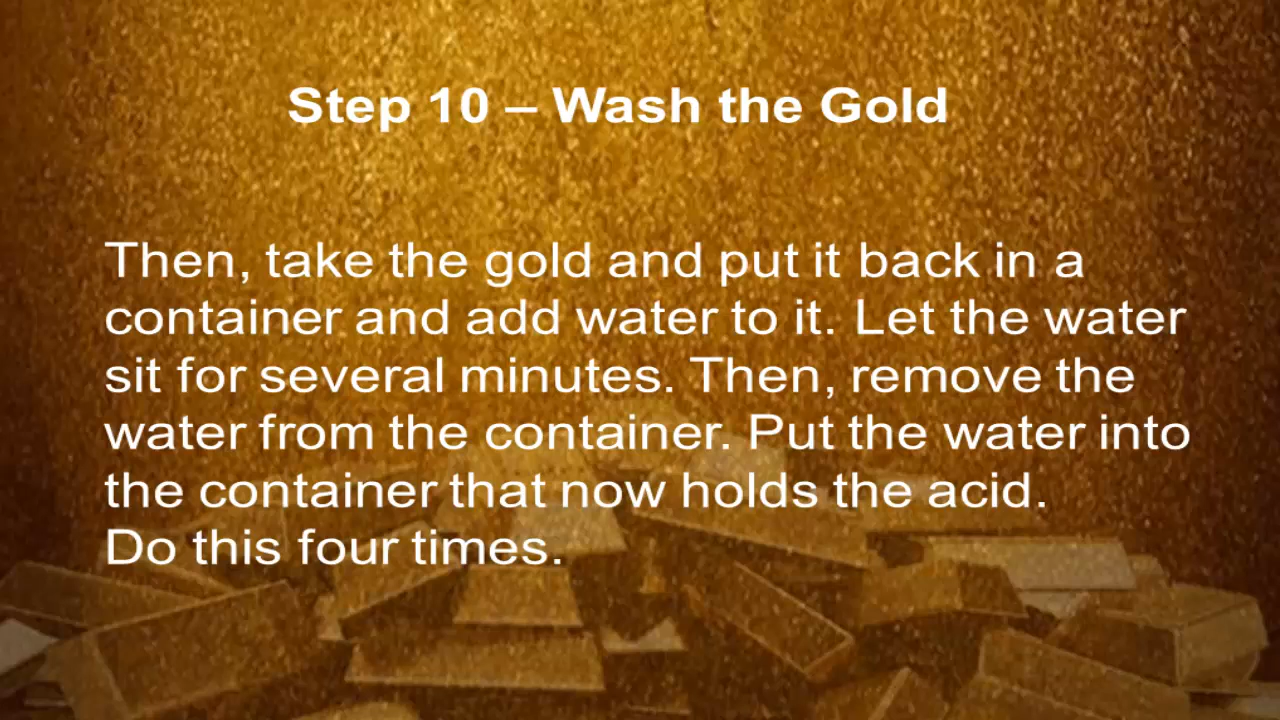 Step 10 – Wash the Gold
Then, take the gold and put it back in a
container and add water to it. Let the water
sit for several minutes. Then, remove the
water from the container. Put the water into
the container that now holds the acid.
Do this four times.